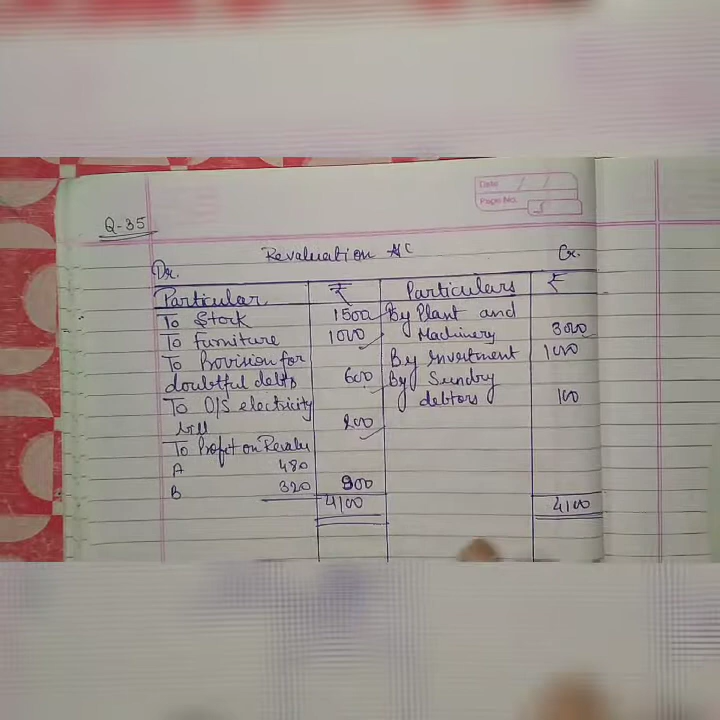 Date / /
Page No. 5
Q-35
Revaluation A/C
Dr. Cr.
Particular ₹ Particulars ₹
To Stock 1500 By Plant and
To Furniture 1000 Machinery 3000
To Provision for By Investment 1000
doubtful debts 600 By Sundry
To O/S electricity debtors 100
bill 200
To Profit on Revalu
A 480
B 320 800
4100 4100